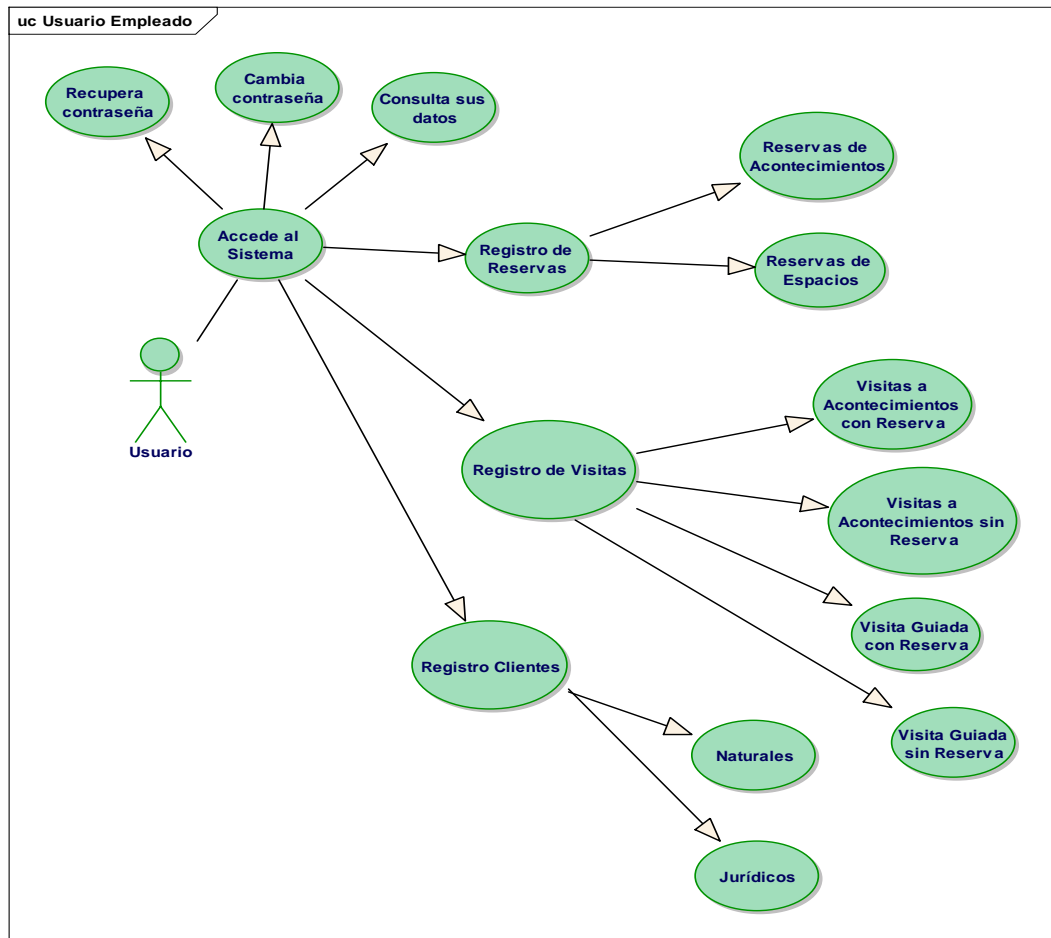 uc Usuario Empleado
Recupera
contraseña
Cambia
contraseña
Consulta sus
datos
Reservas de
Acontecimientos
Accede al
Sistema
Registro de
Reservas
Reservas de
Espacios
Usuario
Visitas a
Acontecimientos
con Reserva
Registro de Visitas
Visitas a
Acontecimientos sin
Reserva
Visita Guiada
con Reserva
Registro Clientes
Visita Guiada
sin Reserva
Naturales
Jurídicos